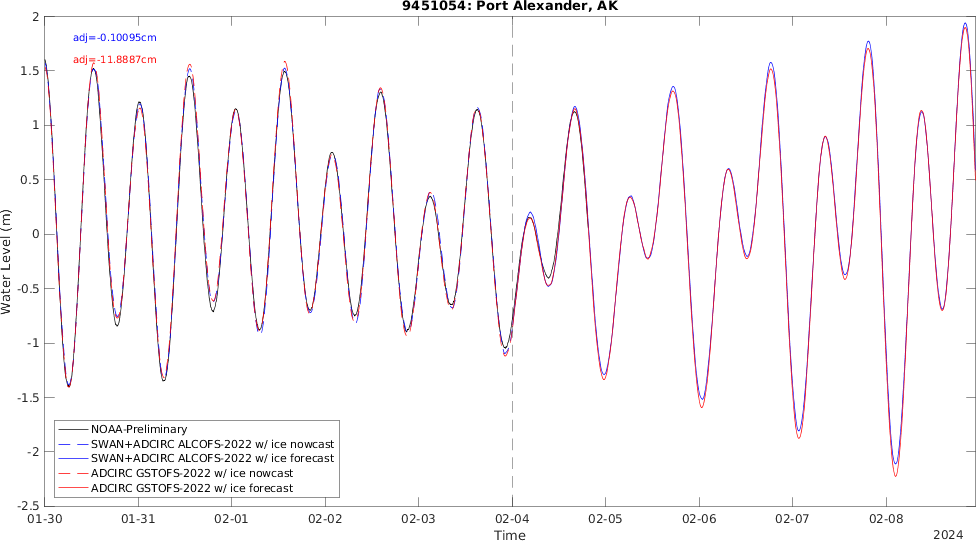 9451054: Port Alexander, AK
adj=-0.10095cm
adj=-11.8887cm
2
1.5
1
0.5
0
-0.5
-1
-1.5
-2
-2.5
Water Level (m)
NOAA-Preliminary
SWAN+ADCIRC ALCOFS-2022 w/ ice nowcast
SWAN+ADCIRC ALCOFS-2022 w/ ice forecast
ADCIRC GSTOFS-2022 w/ ice nowcast
ADCIRC GSTOFS-2022 w/ ice forecast
01-30 01-31 02-01 02-02 02-03 02-04 02-05 02-06 02-07 02-08
Time
2024